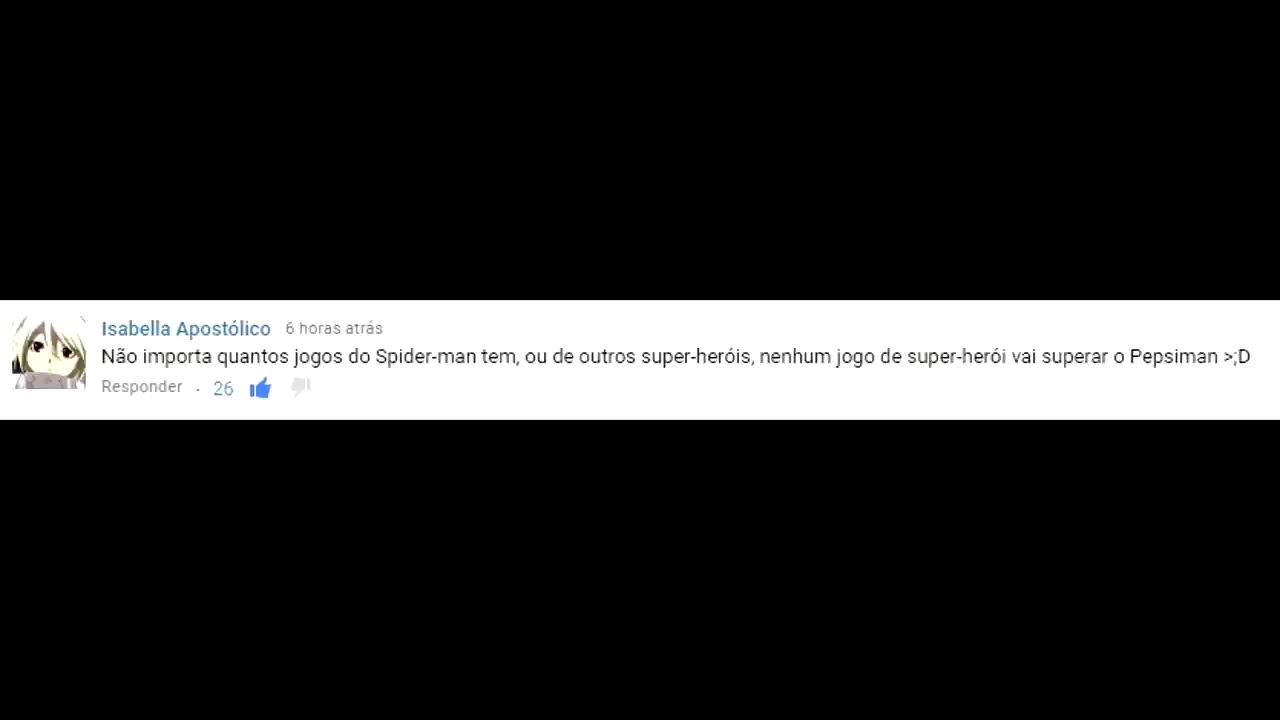 Isabella Apostólico 6 horas atrás
Não importa quantos jogos do Spider-man tem, ou de outros super-heróis, nenhum jogo de super-herói vai superar o Pepsiman >;D
Responder · 26